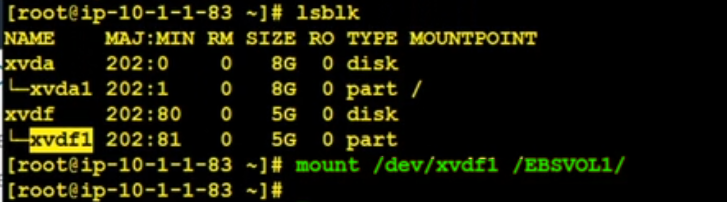 [root@ip-10-1-1-83 ~]# lsblk
NAME    MAJ:MIN RM SIZE RO TYPE MOUNTPOINT
xvda    202:0    0   8G  0 disk
└─xvda1 202:1    0   8G  0 part /
xvdf    202:80   0   5G  0 disk
└─xvdf1 202:81   0   5G  0 part
[root@ip-10-1-1-83 ~]# mount /dev/xvdf1 /EBSVOL1/
[root@ip-10-1-1-83 ~]#